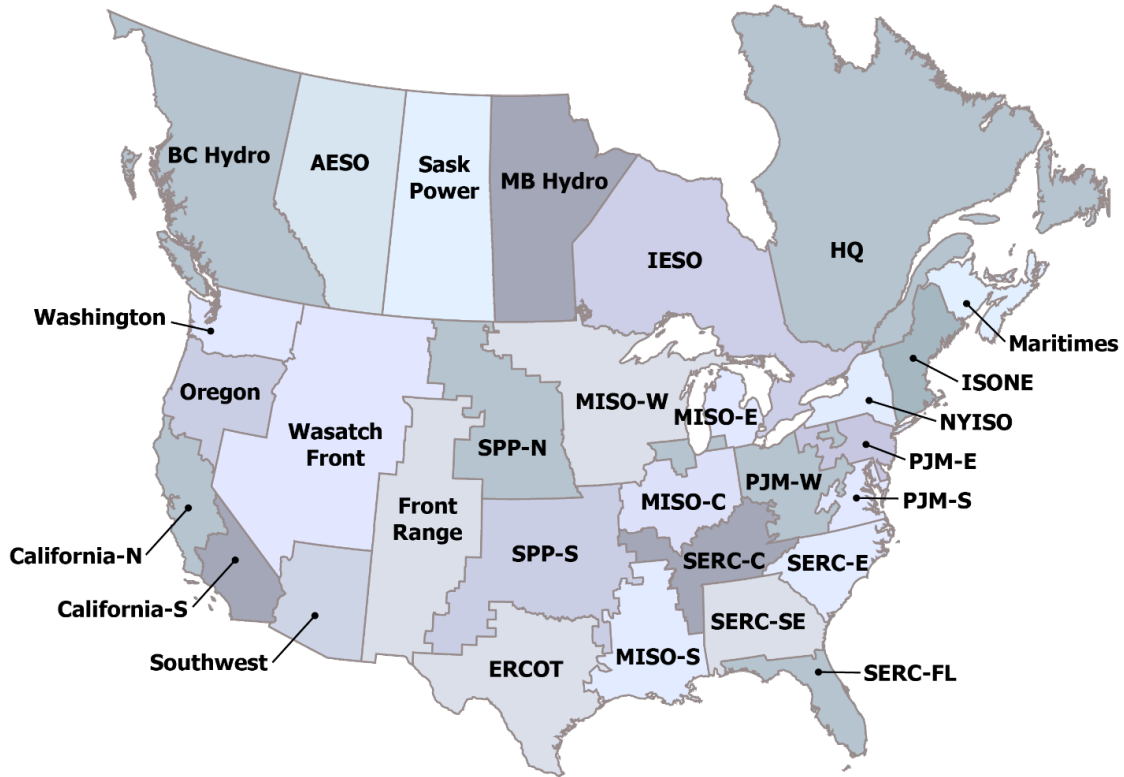 BC Hydro
AESO
Sask
Power
MB Hydro
IESO
HQ
Washington
Maritimes
Oregon
ISONE
MISO-W
MISO-E
NYISO
Wasatch
Front
SPP-N
PJM-E
PJM-W
PJM-S
MISO-C
Front
Range
California-N
SPP-S
SERC-C
SERC-E
California-S
SERC-SE
Southwest
MISO-S
ERCOT
SERC-FL